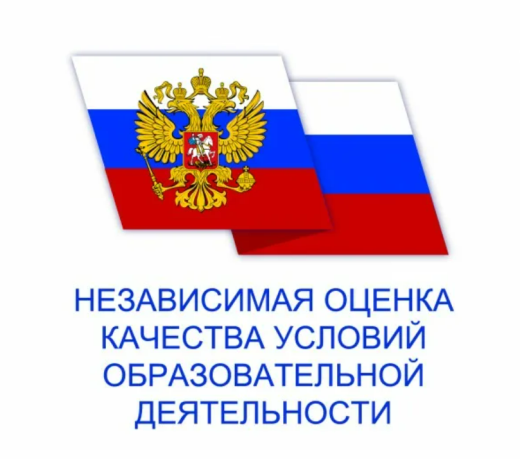 НЕЗАВИСИМАЯ ОЦЕНКА
КАЧЕСТВА УСЛОВИЙ
ОБРАЗОВАТЕЛЬНОЙ
ДЕЯТЕЛЬНОСТИ